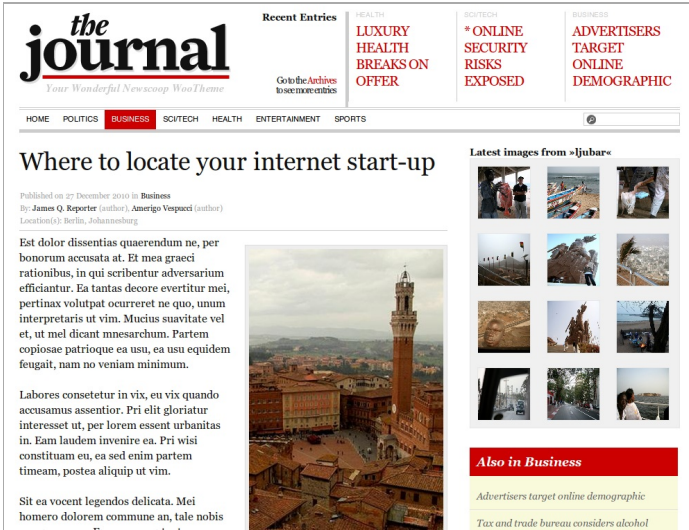 the
journal
Your Wonderful Newscoop WooTheme
Recent Entries
Go to the Archives
to see more entries
HEALTH
LUXURY
HEALTH
BREAKS ON
OFFER
SCI/TECH
* ONLINE
SECURITY
RISKS
EXPOSED
BUSINESS
ADVERTISERS
TARGET
ONLINE
DEMOGRAPHIC
HOME POLITICS BUSINESS SCI/TECH HEALTH ENTERTAINMENT SPORTS
Where to locate your internet start-up
Published on 27 December 2010 in Business
By: James Q. Reporter (author), Amerigo Vespucci (author)
Location(s): Berlin, Johannesburg
Est dolor dissentias quaerendum ne, per
bonorum accusata at. Et mea graeci
rationibus, in qui scribentur adversarium
efficiantur. Ea tantas decore evertitur mei,
pertinax volutpat ocurreret ne quo, unum
interpretaris ut vim. Mucius suavitate vel
et, ut mel dicant mnesarchum. Partem
copiosae patrioque ea usu, ea usu equidem
feugait, nam no veniam minimum.
Labores consetetur in vix, eu vix quando
accusamus assentior. Pri elit gloriatur
interesset ut, per lorem essent urbanitas
in. Eam laudem invenire ea. Pri wisi
constituam eu, ea sed enim partem
timeam, postea aliquip ut vim.
Sit ea vocent legendos delicata. Mei
homero dolorem commune an, tale nobis
Latest images from »ljubar«
Also in Business
Advertisers target online demographic
Tax and trade bureau considers alcohol